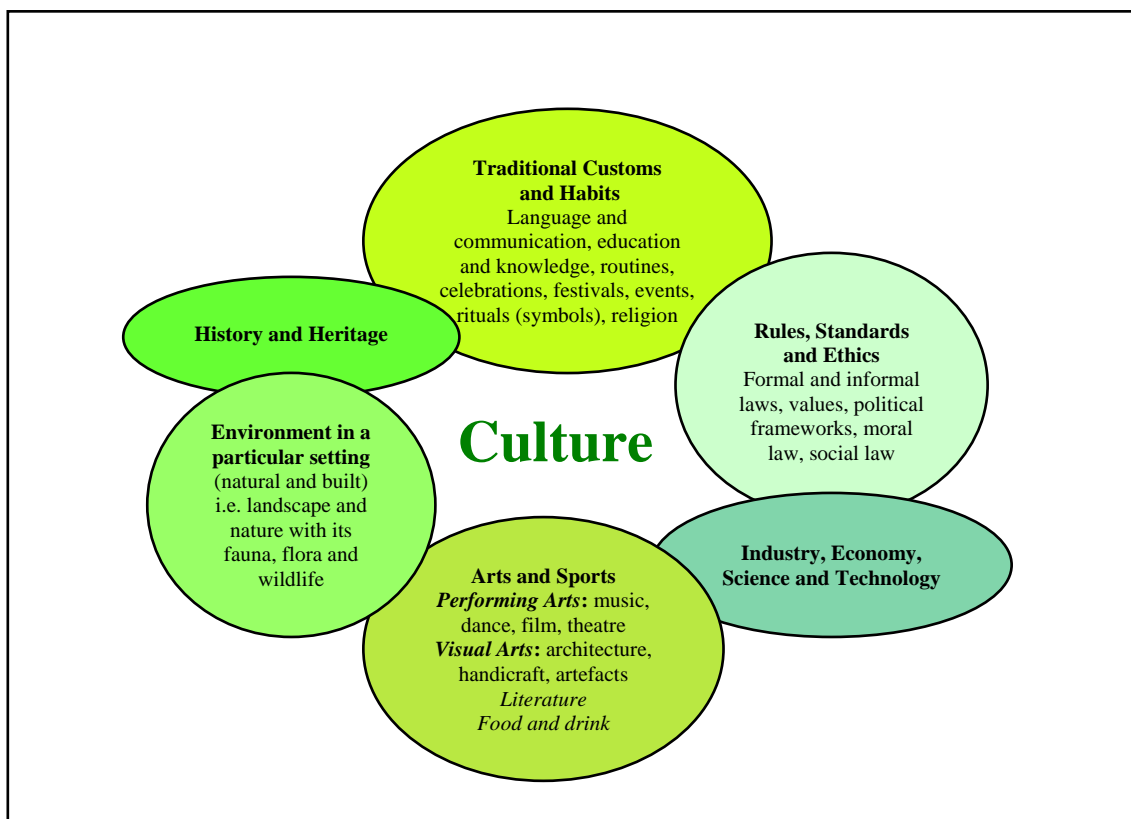 Traditional Customs
and Habits
Language and
communication, education
and knowledge, routines,
celebrations, festivals, events,
rituals (symbols), religion
History and Heritage
Rules, Standards
and Ethics
Formal and informal
laws, values, political
frameworks, moral
law, social law
Culture
Environment in a
particular setting
(natural and built)
i.e. landscape and
nature with its
fauna, flora and
wildlife
Industry, Economy,
Science and Technology
Arts and Sports
Performing Arts: music,
dance, film, theatre
Visual Arts: architecture,
handicraft, artefacts
Literature
Food and drink